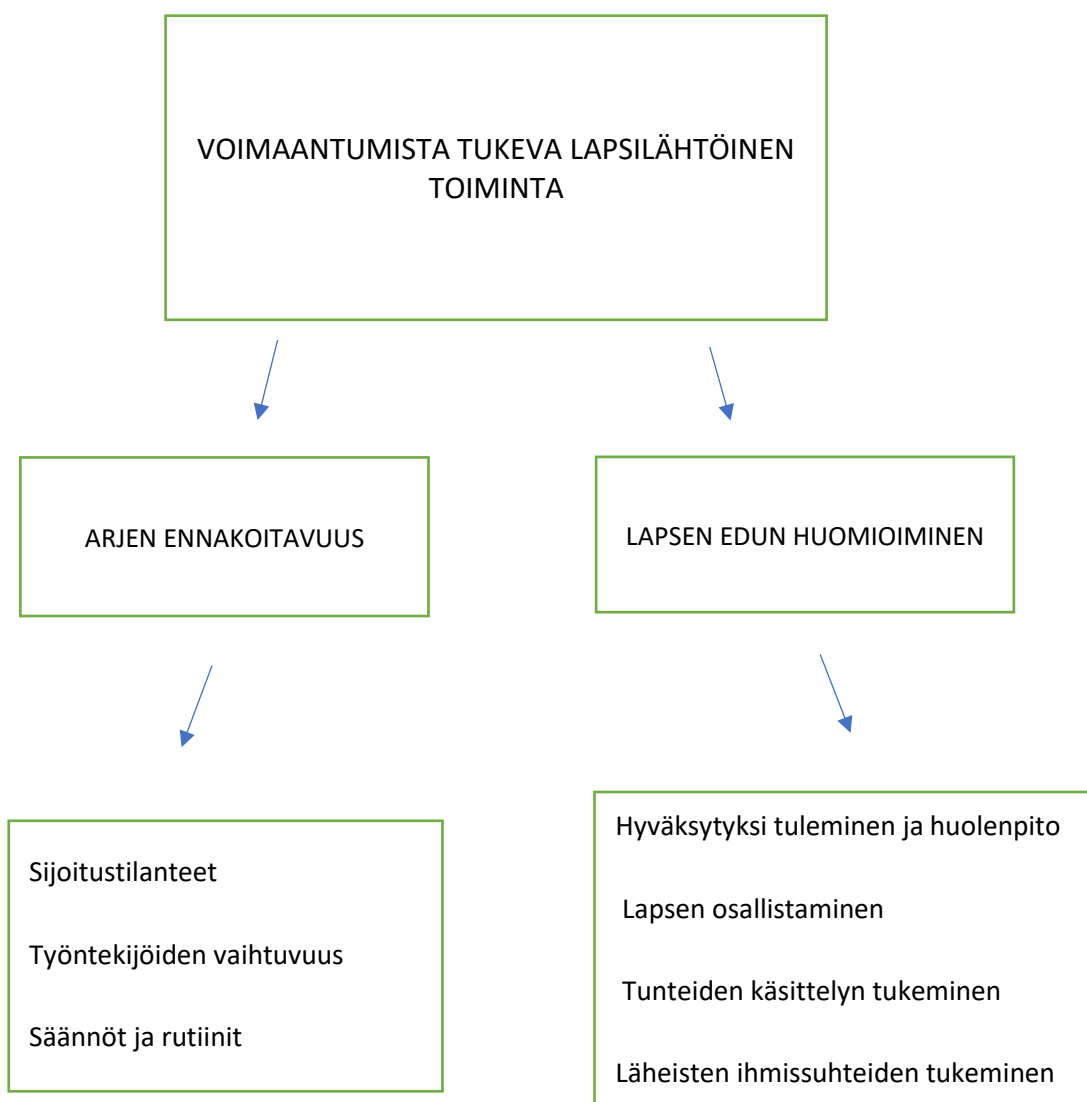 VOIMAANTUMISTA TUKEVA LAPSILÄHTÖINEN
TOIMINTA
ARJEN ENNAKOITAVUUS
LAPSEN EDUN HUOMIOIMINEN
Sijoitustilanteet
Työntekijöiden vaihtuvuus
Säännöt ja rutiinit
Hyväksytyksi tuleminen ja huolenpito
Lapsen osallistaminen
Tunteiden käsittelyn tukeminen
Läheisten ihmissuhteiden tukeminen